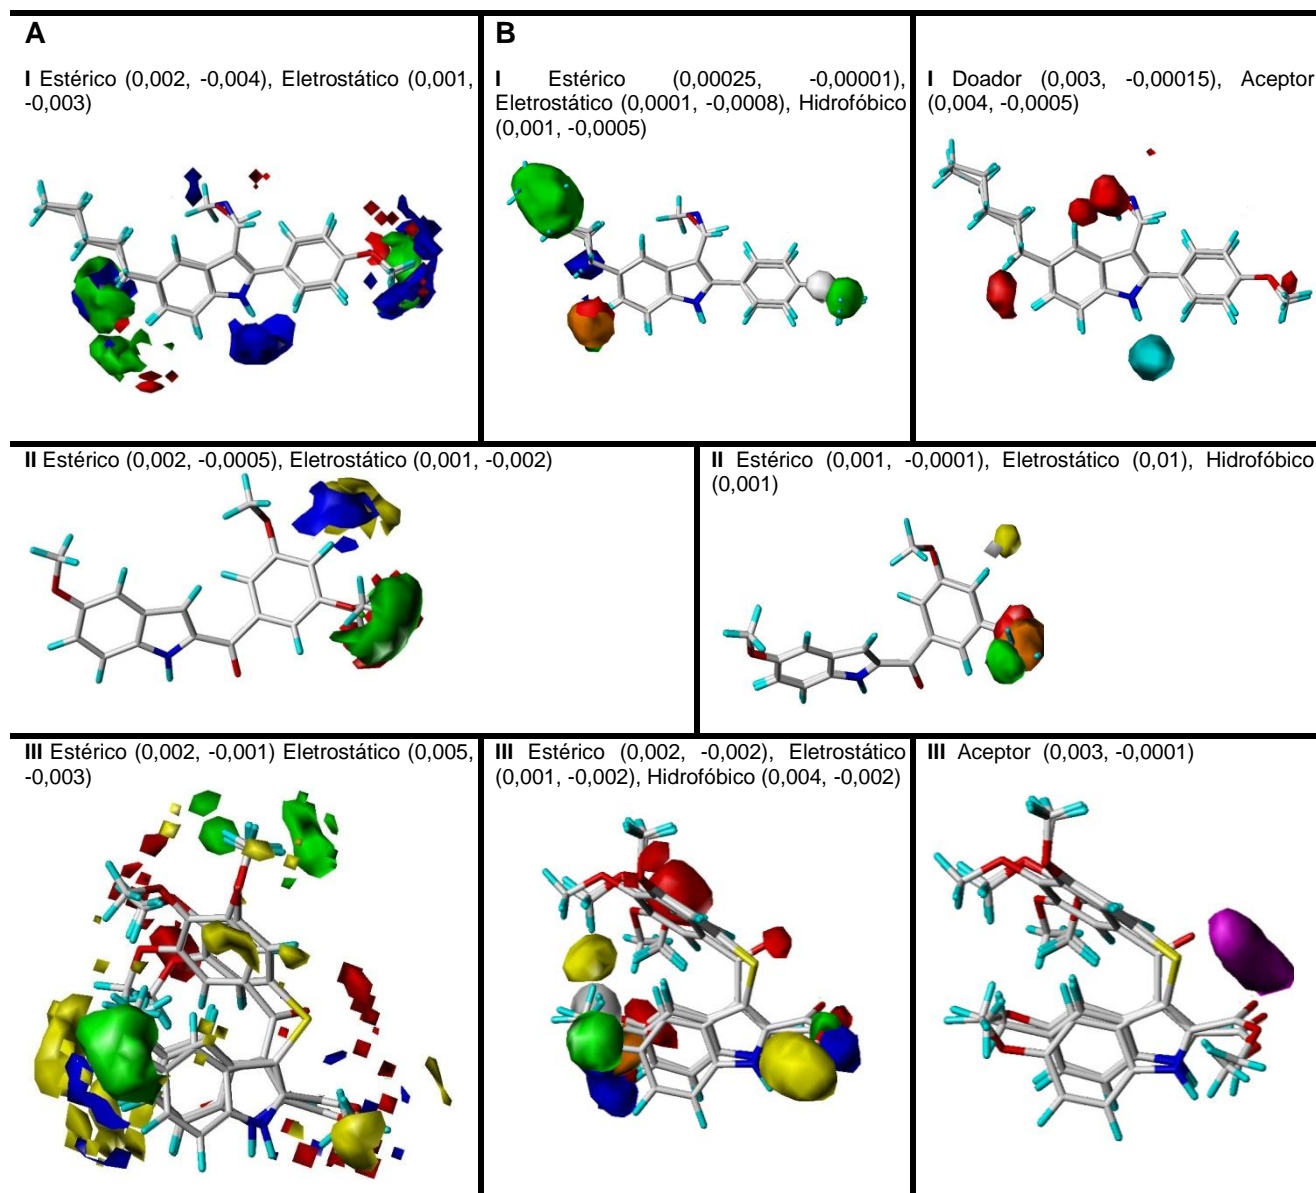 A
I Estérico (0,002, -0,004), Eletrostático (0,001,
-0,003)
B
I Estérico (0,00025, -0,00001),
Eletrostático (0,0001, -0,0008), Hidrofóbico
(0,001, -0,0005)
I Doador (0,003, -0,00015), Aceptor
(0,004, -0,0005)
II Estérico (0,002, -0,0005), Eletrostático (0,001, -0,002)
II Estérico (0,001, -0,0001), Eletrostático (0,01), Hidrofóbico
(0,001)
III Estérico (0,002, -0,001) Eletrostático (0,005,
-0,003)
III Estérico (0,002, -0,002), Eletrostático
(0,001, -0,002), Hidrofóbico (0,004, -0,002)
III Aceptor (0,003, -0,0001)